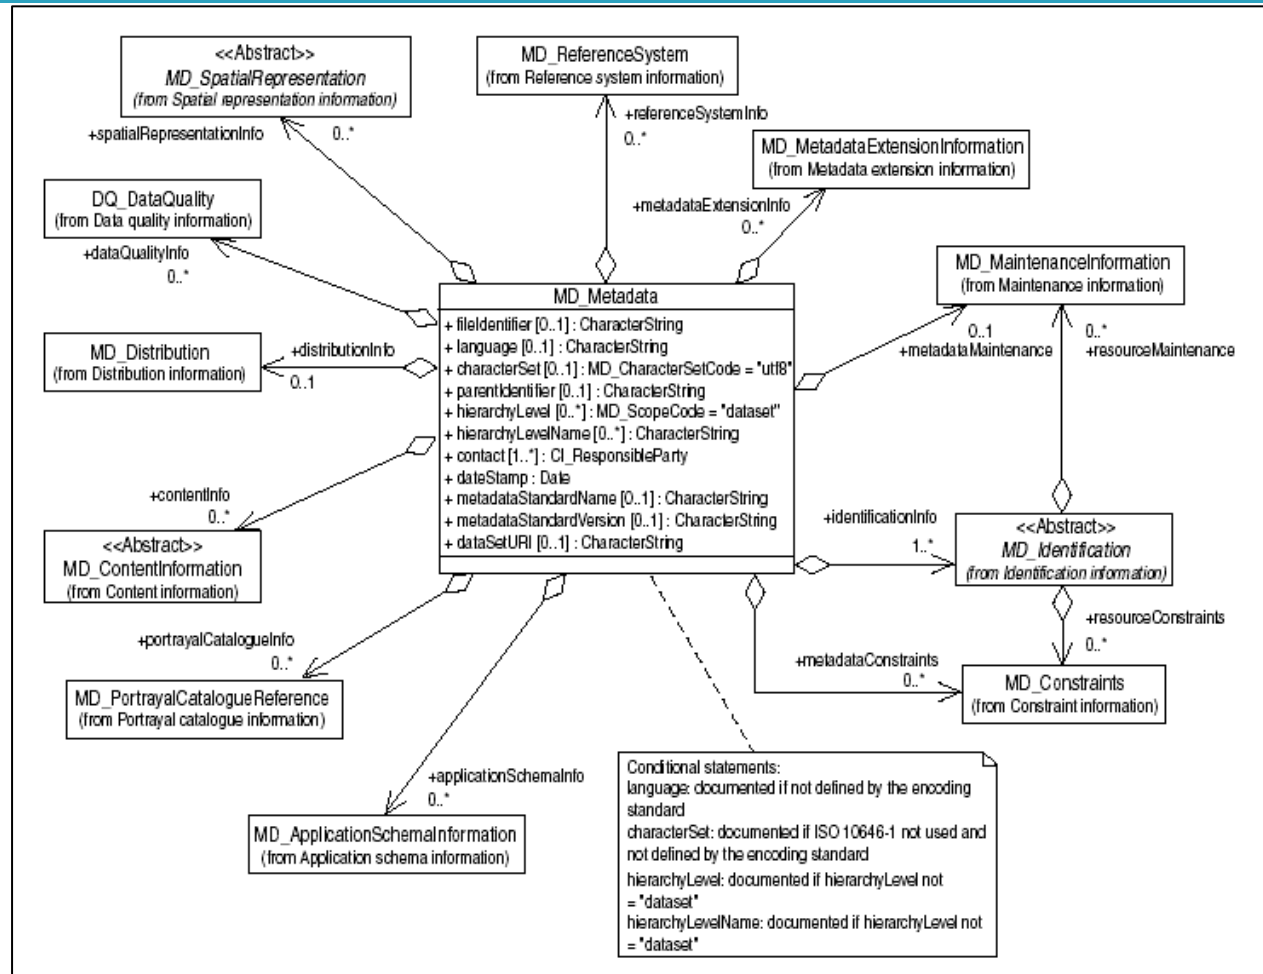 <<Abstract>>
MD_SpatialRepresentation
(from Spatial representation information)
MD_ReferenceSystem
(from Reference system information)
+spatialRepresentationInfo
0..*
+referenceSystemInfo
0..*
MD_MetadataExtensionInformation
(from Metadata extension information)
DQ_DataQuality
(from Data quality information)
+metadataExtensionInfo
0..*
+dataQualityInfo
0..*
MD_MaintenanceInformation
(from Maintenance information)
MD_Metadata
+ fileIdentifier [0..1] : CharacterString
+ language [0..1] : CharacterString
+ characterSet [0..1] : MD_CharacterSetCode = "utf8"
+ parentIdentifier [0..1] : CharacterString
+ hierarchyLevel [0..*] : MD_ScopeCode = "dataset"
+ hierarchyLevelName [0..*] : CharacterString
+ contact [1..*] : CI_ResponsibleParty
+ dateStamp : Date
+ metadataStandardName [0..1] : CharacterString
+ metadataStandardVersion [0..1] : CharacterString
+ dataSetURI [0..1] : CharacterString
0..1
+metadataMaintenance
0..*
+resourceMaintenance
MD_Distribution
(from Distribution information)
+distributionInfo
0..1
+contentInfo
0..*
<<Abstract>>
MD_ContentInformation
(from Content information)
+identificationInfo
1..*
<<Abstract>>
MD_Identification
(from Identification information)
+portrayalCatalogueInfo
0..*
+resourceConstraints
0..*
+metadataConstraints
0..*
MD_PortrayalCatalogueReference
(from Portrayal catalogue information)
MD_Constraints
(from Constraint information)
+applicationSchemaInfo
0..*
MD_ApplicationSchemaInformation
(from Application schema information)
Conditional statements:
language: documented if not defined by the encoding
standard
characterSet: documented if ISO 10646-1 not used and
not defined by the encoding standard
hierarchyLevel: documented if hierarchyLevel not
= "dataset"
hierarchyLevelName: documented if hierarchyLevel not
= "dataset"